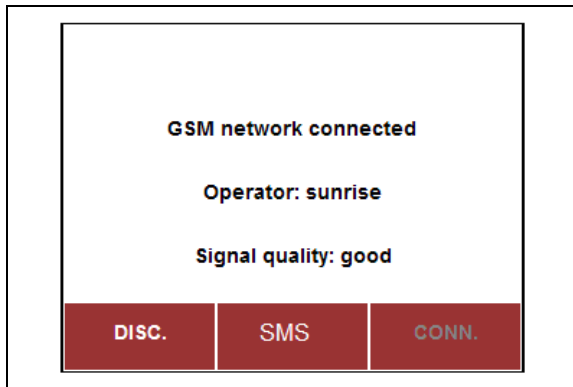 GSM network connected
Operator: sunrise
Signal quality: good
DISC. SMS CONN.